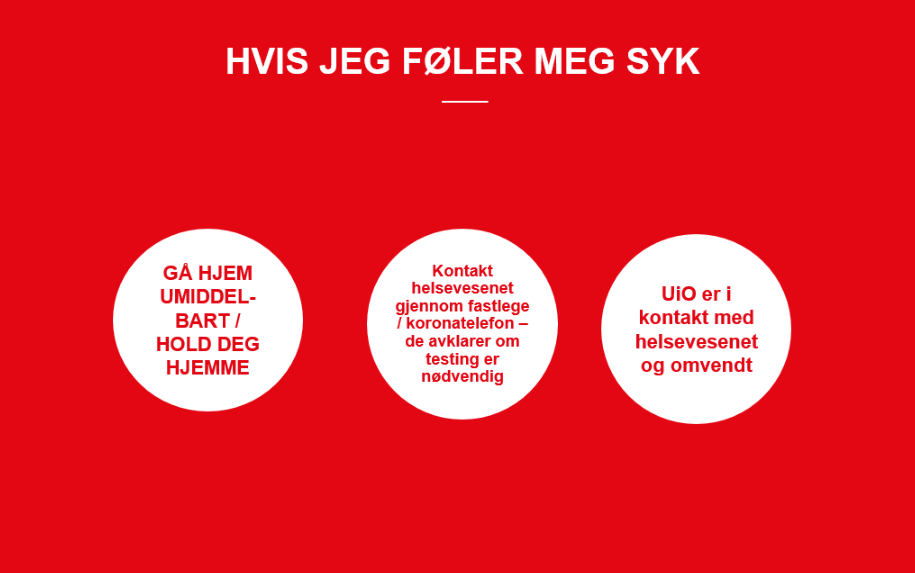 HVIS JEG FØLER MEG SYK
GÅ HJEM
UMIDDEL-
BART /
HOLD DEG
HJEMME
Kontakt
helsevesenet
gjennom fastlege
/ koronatelefon –
de avklarer om
testing er
nødvendig
UiO er i
kontakt med
helsevesenet
og omvendt